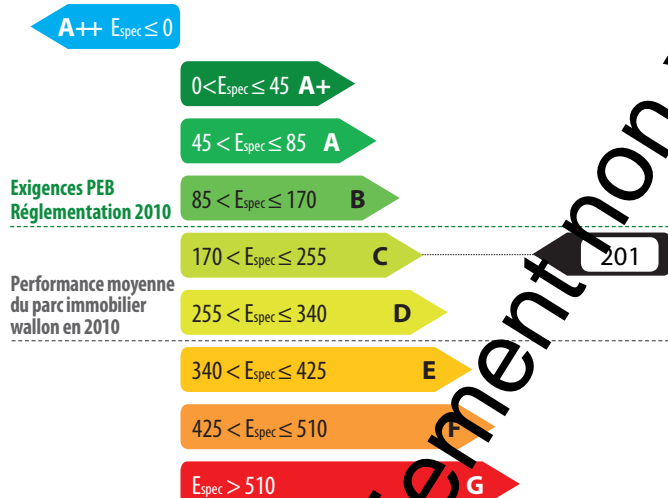 A++ Espec ≤ 0
0 < Espec ≤ 45 A+
45 < Espec ≤ 85 A
Exigences PEB
Réglementation 2010
85 < Espec ≤ 170 B
170 < Espec ≤ 255 C
201
Performance moyenne
du parc immobilier
wallon en 2010
255 < Espec ≤ 340 D
340 < Espec ≤ 425 E
425 < Espec ≤ 510 F
Espec > 510 G
ement non